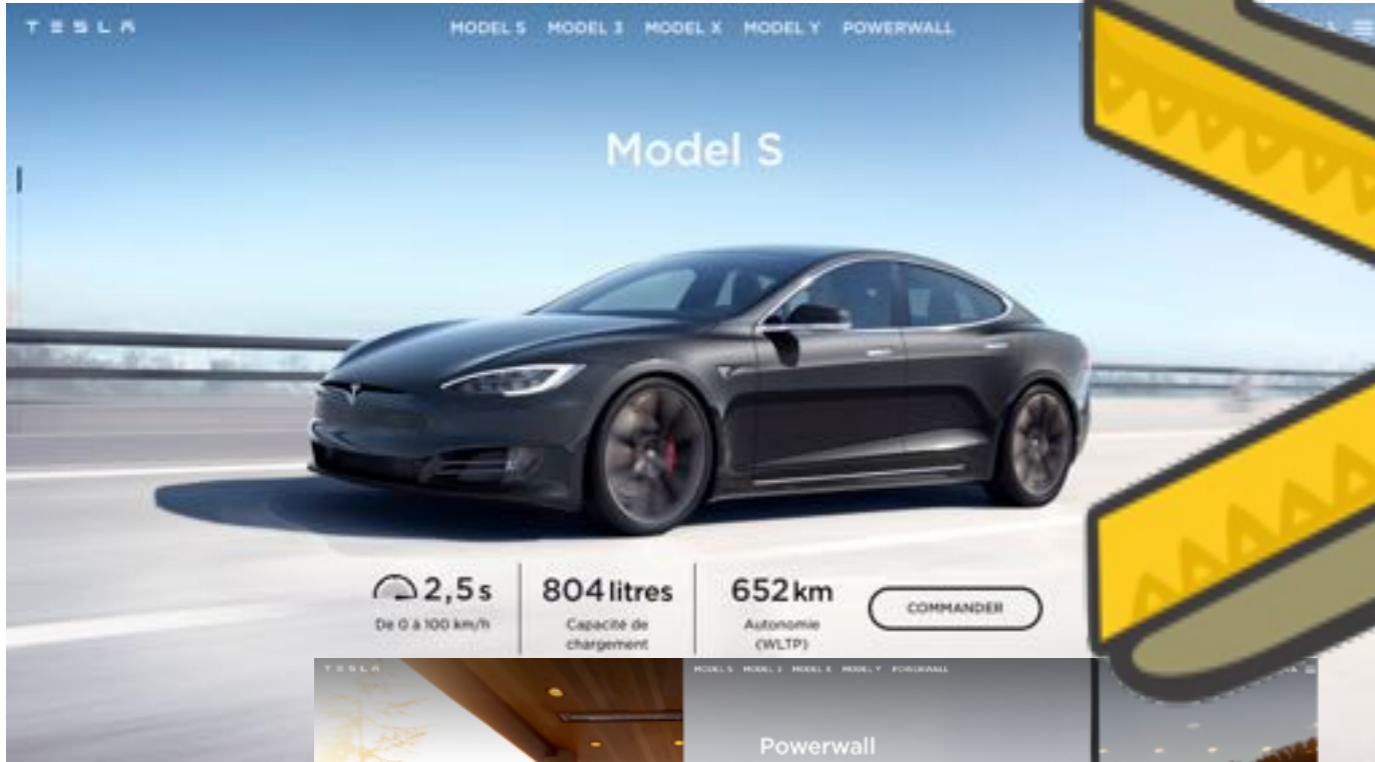 TESLA
MODEL S MODEL 3 MODEL X MODEL Y POWERWALL
Model S
2,5 s
De 0 à 100 km/h
804 litres
Capacité de
chargement
652 km
Autonomie
(WLTP)
COMMANDER
TESLA
MODEL S MODEL 3 MODEL X MODEL Y POWERWALL
Powerwall